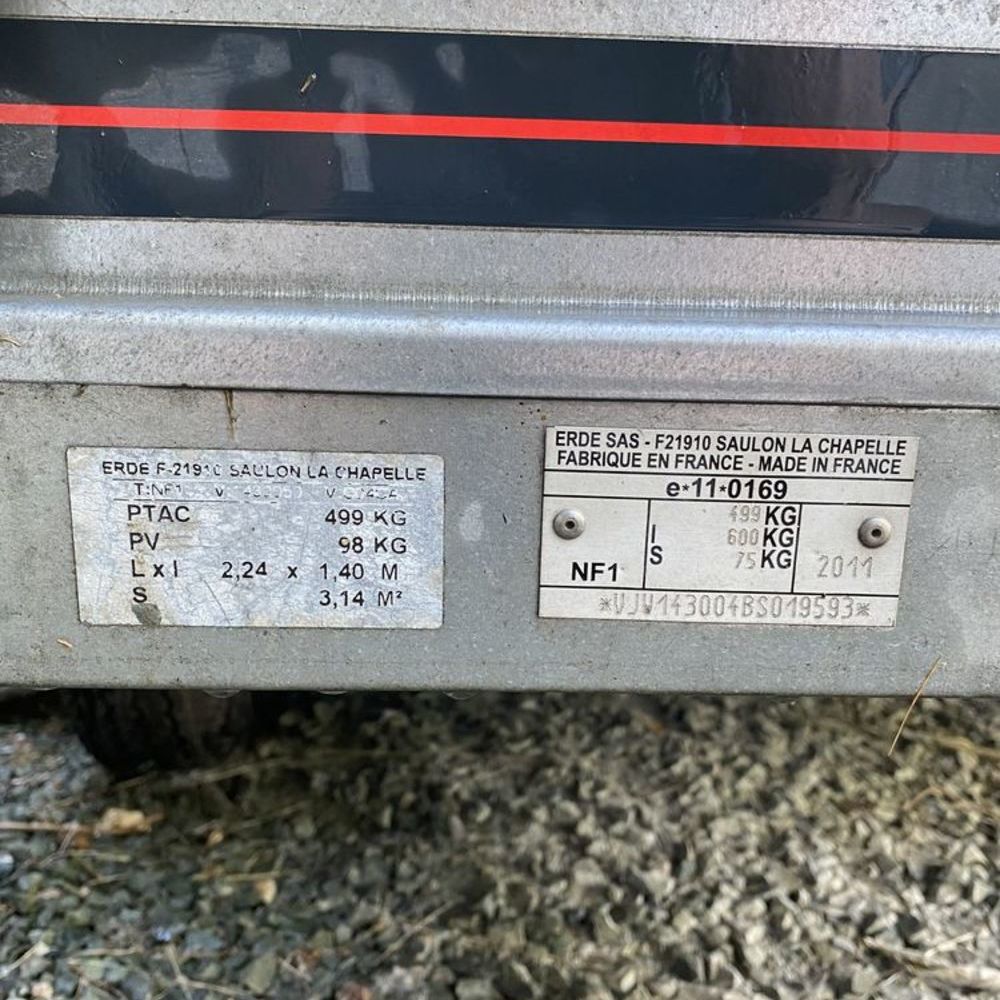 ERDE F-21910 SAULON LA CHAPELLE
T:NF1
PTAC 499 KG
PV 98 KG
L x l 2,24 x 1,40 M
S 3,14 M²
ERDE SAS - F21910 SAULON LA CHAPELLE
FABRIQUE EN FRANCE - MADE IN FRANCE
e*11*0169
499 KG
I 600 KG
S 75 KG
NF1
2011
*VJW143004BS019593*